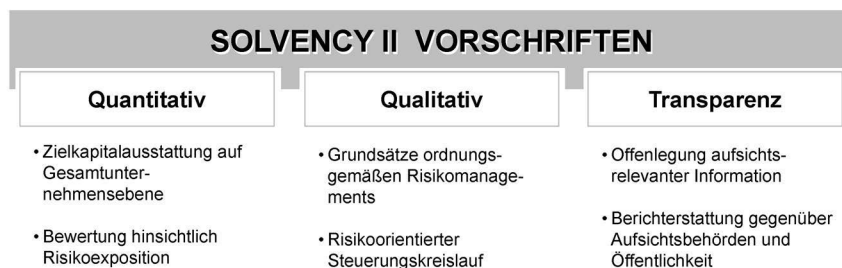 SOLVENCY II VORSCHRIFTEN
Quantitativ
• Zielkapitalausstattung auf
Gesamtunter-
nehmensebene
• Bewertung hinsichtlich
Risikoexposition
Qualitativ
• Grundsätze ordnungs-
gemäßen Risikomanage-
ments
• Risikoorientierter
Steuerungskreislauf
Transparenz
• Offenlegung aufsichts-
relevanter Information
• Berichterstattung gegenüber
Aufsichtsbehörden und
Öffentlichkeit